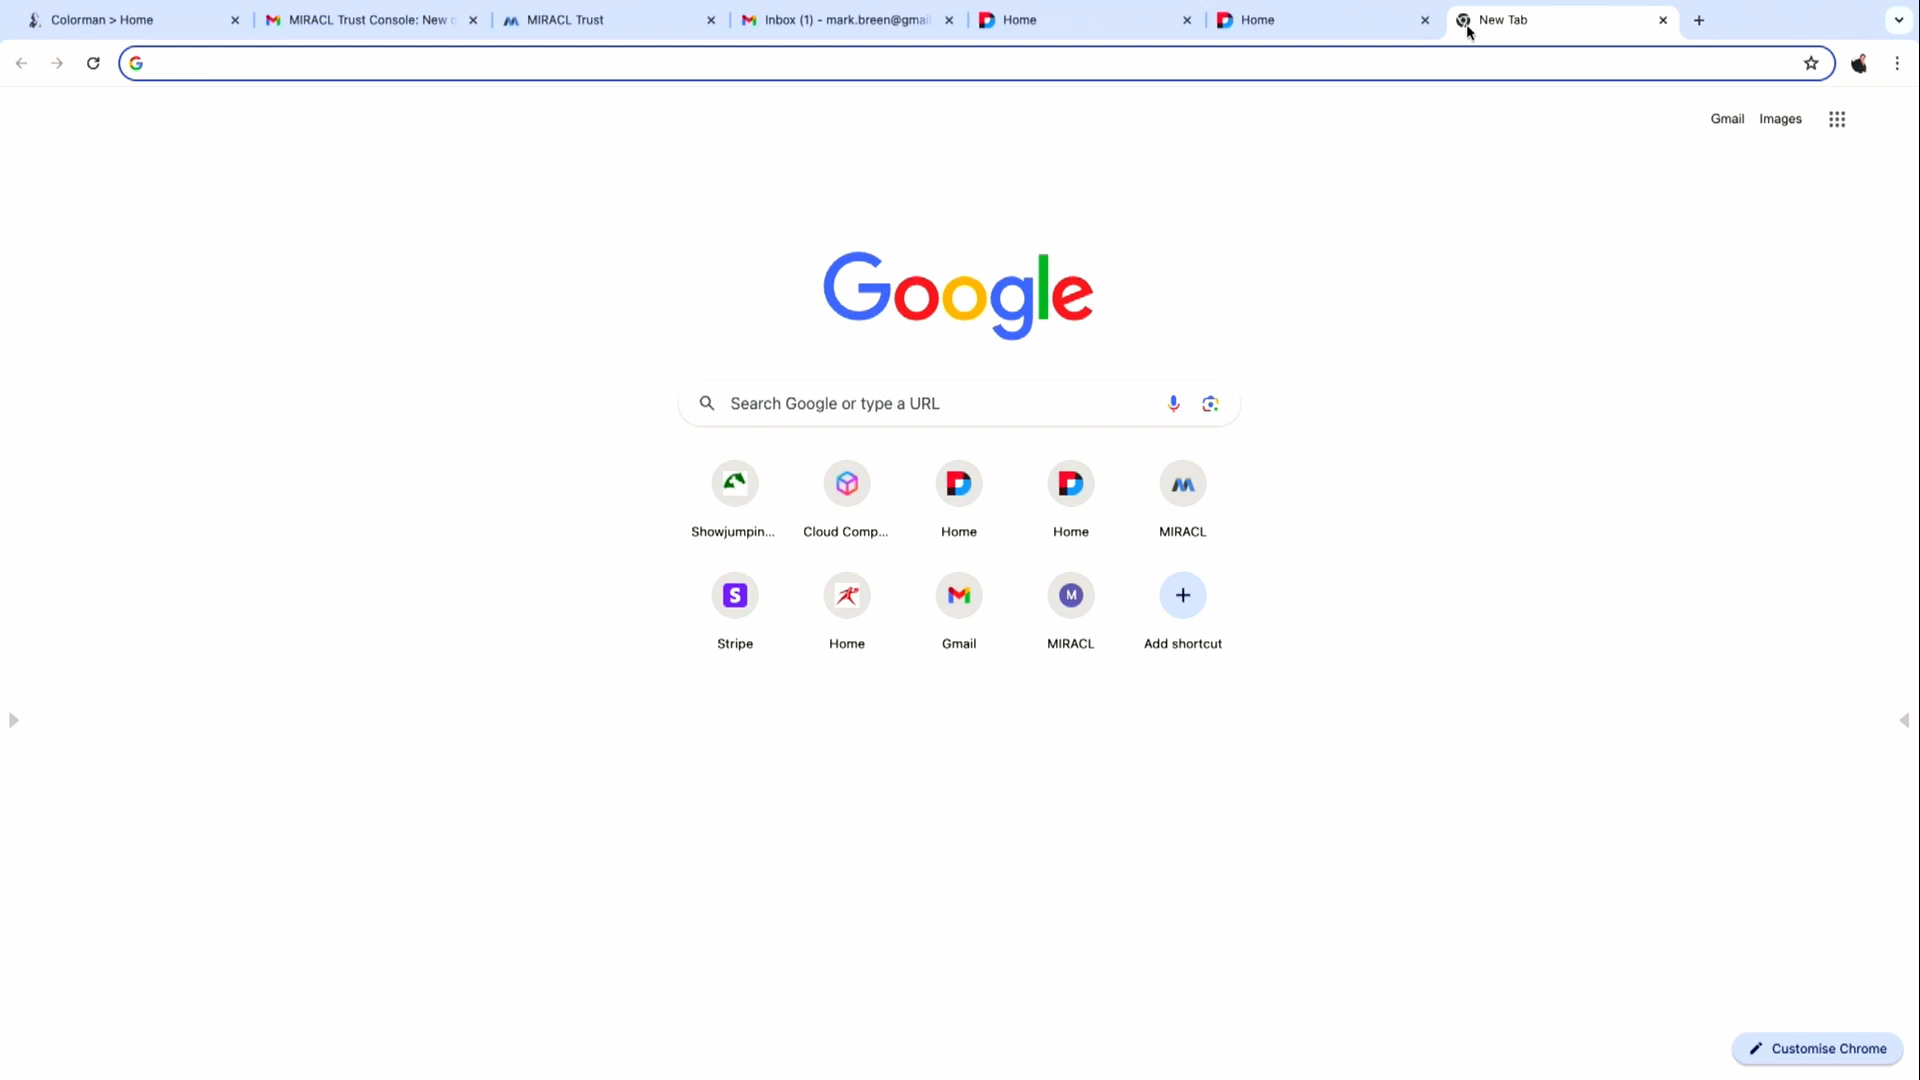 Colorman > Home
MIRACL Trust Console: New
MIRACL Trust
Inbox (1) - mark.breen@gmai
Home
Home
New Tab
Gmail
Images
Google
Search Google or type a URL
Showjumpin...
Cloud Comp...
Home
Home
MIRACL
S
M
Stripe
Home
Gmail
MIRACL
Add shortcut
Customise Chrome